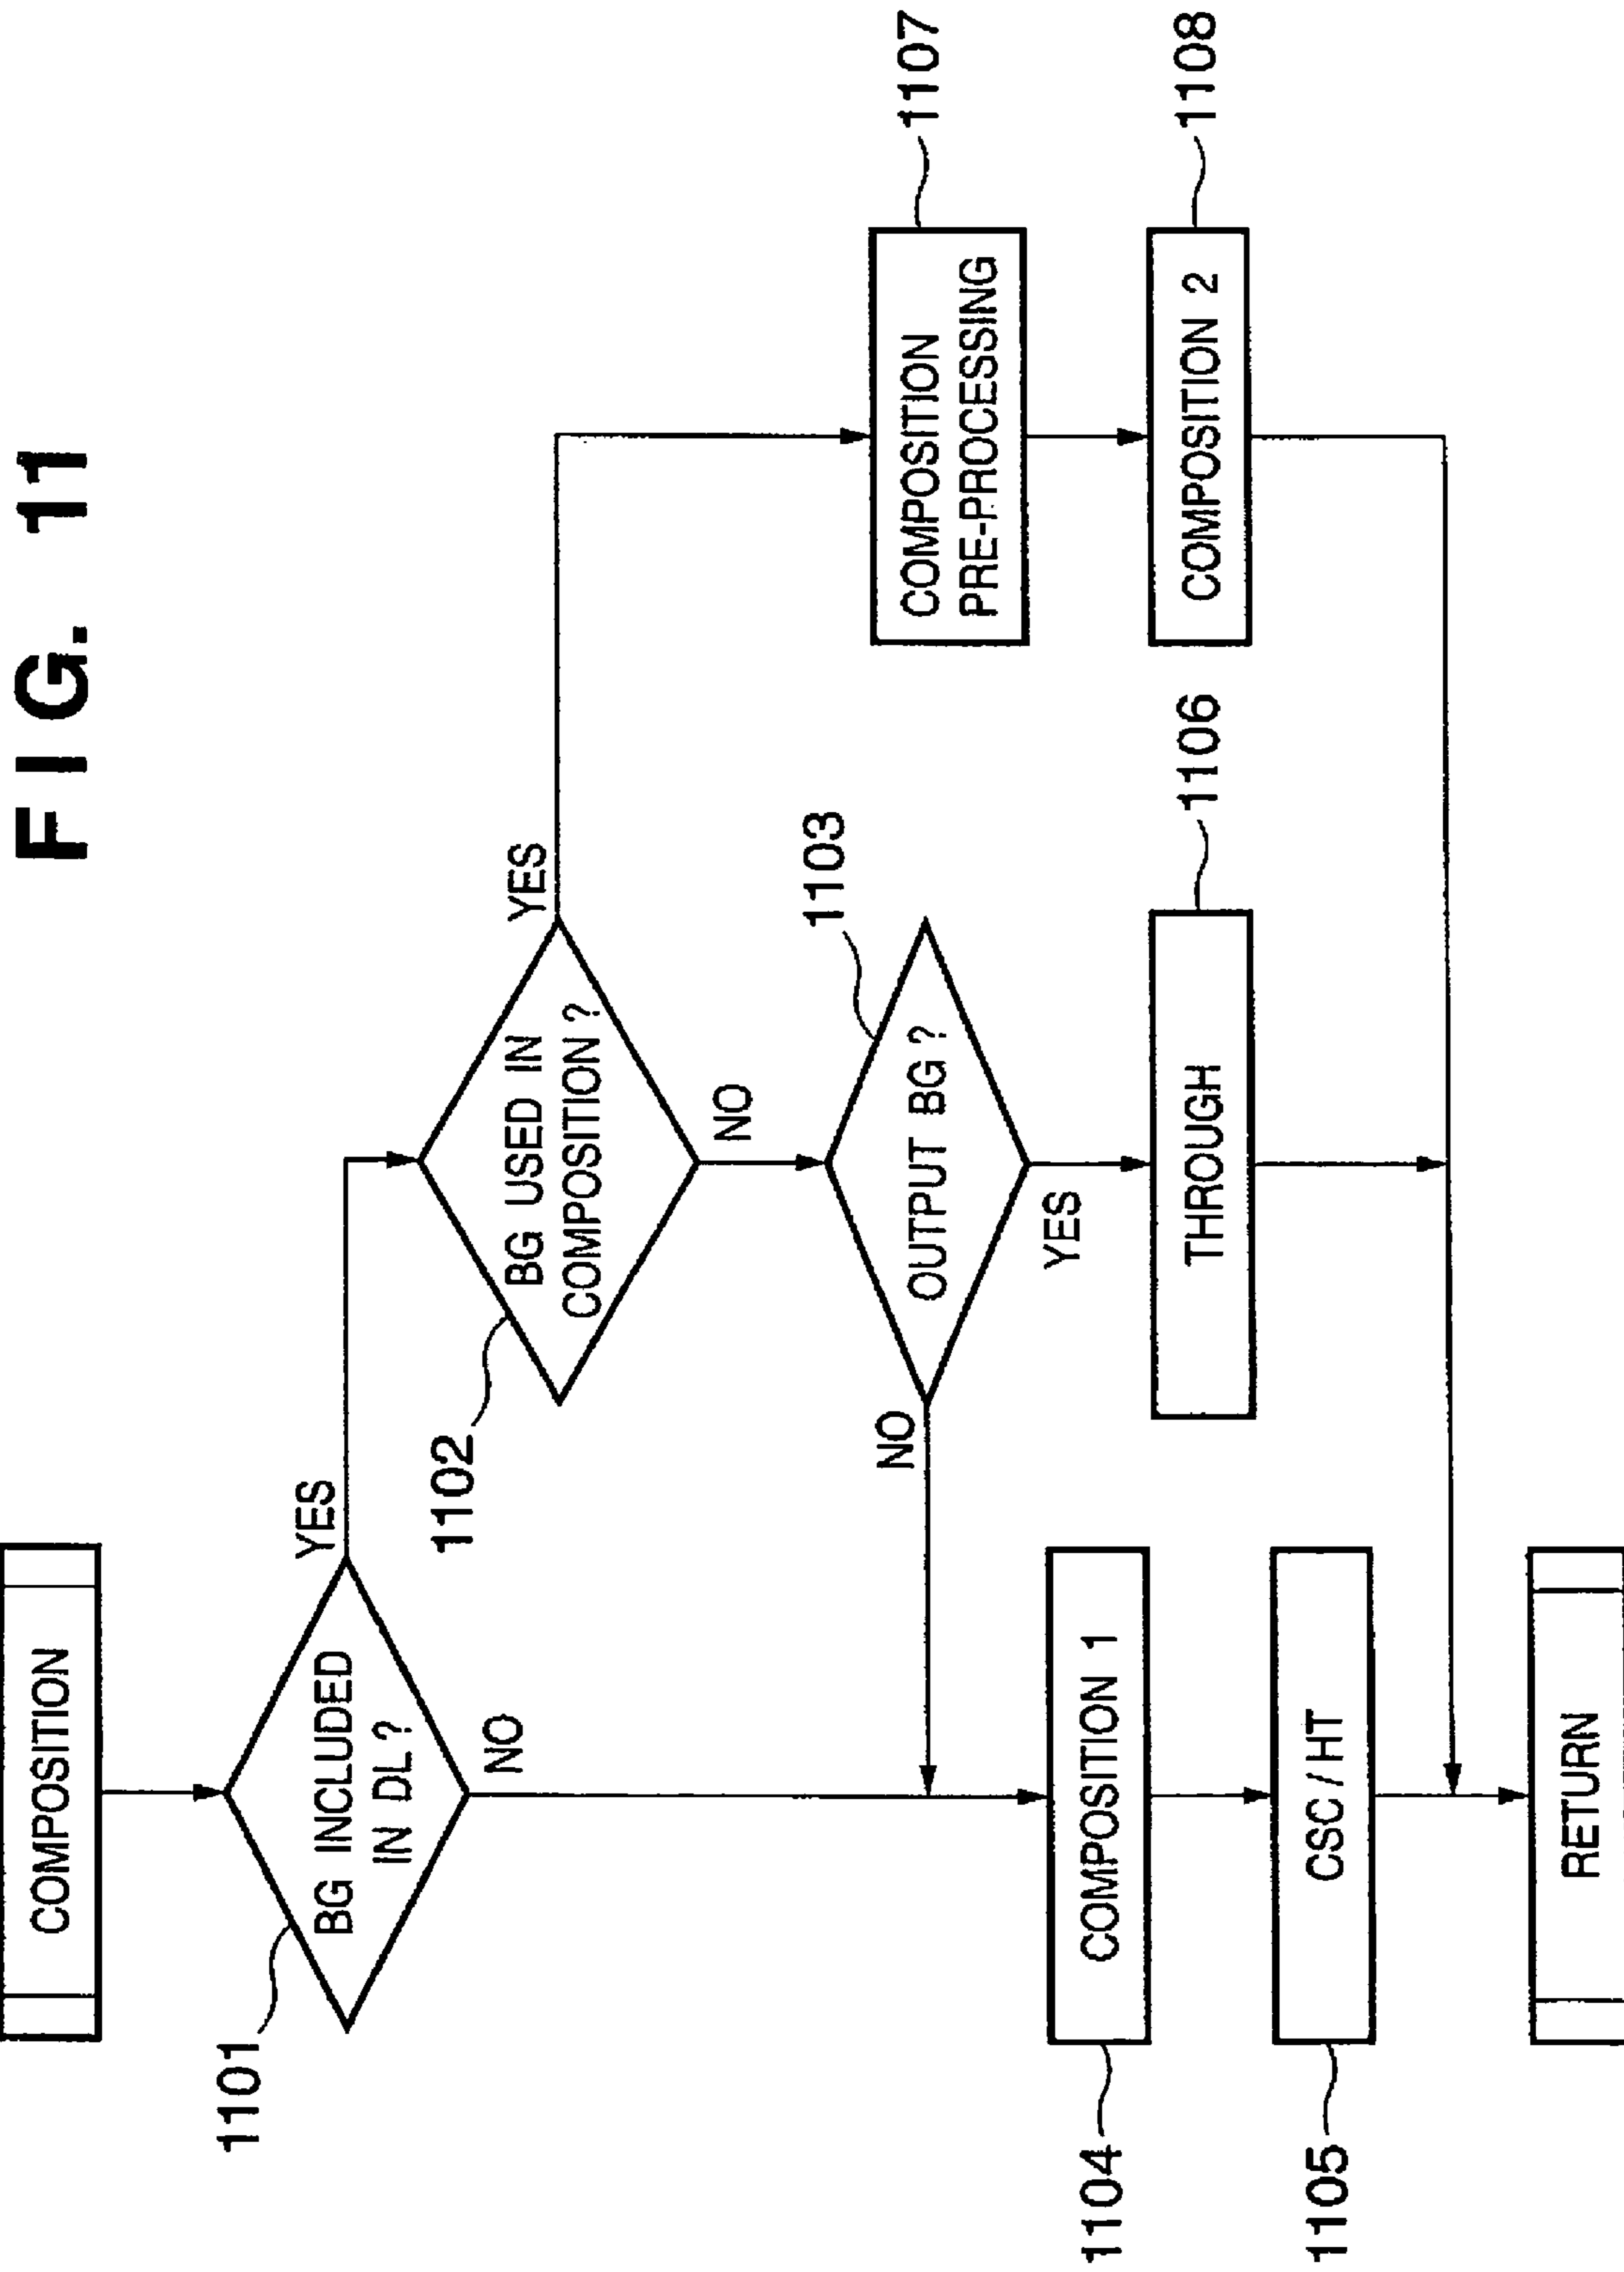 FIG. 11
COMPOSITION
1101
BG INCLUDED
IN DL?
YES
NO
1102
BG USED IN
COMPOSITION?
YES
NO
1103
OUTPUT BG?
NO
YES
1104
COMPOSITION 1
1105
CSC/HT
THROUGH
1106
COMPOSITION
PRE-PROCESSING
1107
COMPOSITION 2
1108
RETURN